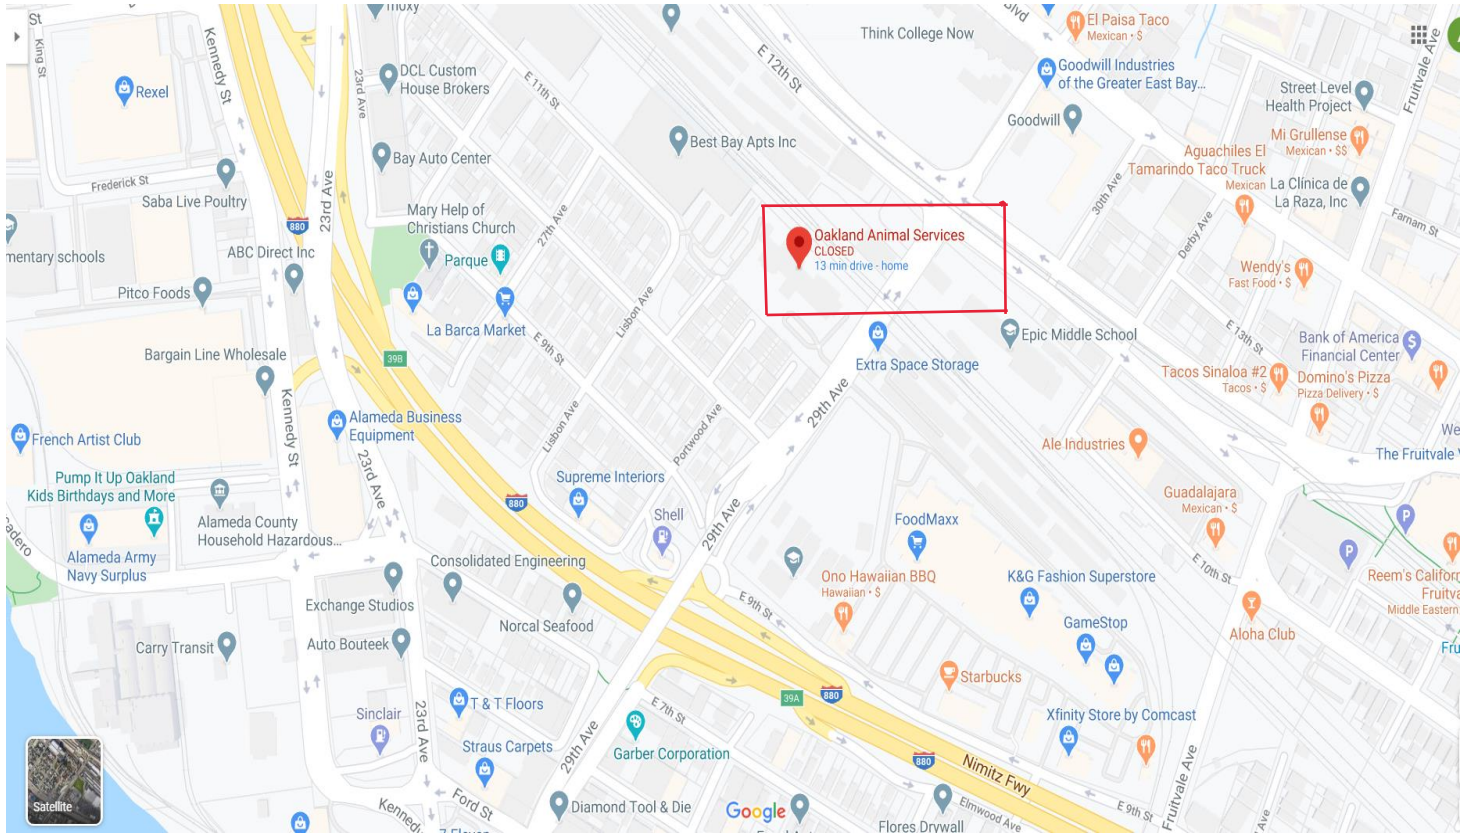 St
King St
Kennedy St
moxy
Blvd
El Paisa Taco
Mexican • $
Think College Now
E 12th St
Fruitvale Ave
Rexel
23rd Ave
DCL Custom
House Brokers
E 11th St
Goodwill Industries
of the Greater East Bay...
Street Level
Health Project
Goodwill
Best Bay Apts Inc
Mi Grullense
Mexican • $$
Bay Auto Center
Aguachiles El
Tamarindo Taco Truck
Mexican
La Clínica de
La Raza, Inc
Frederick St
Saba Live Poultry
23rd Ave
880
Mary Help of
Christians Church
27th Ave
30th Ave
Farnam St
Oakland Animal Services
CLOSED
13 min drive - home
Derby Ave
mentary schools
ABC Direct Inc
Parque
Wendy's
Fast Food • $
Pitco Foods
La Barca Market
Lisbon Ave
E 9th St
Epic Middle School
E 13th St
Bank of America
Financial Center
Bargain Line Wholesale
39B
Extra Space Storage
Tacos Sinaloa #2
Tacos • $
Domino's Pizza
Pizza Delivery • $
Kennedy St
29th Ave
Lisbon Ave
Portwood Ave
French Artist Club
Alameda Business
Equipment
Ale Industries
We
The Fruitvale V
23rd Ave
Pump It Up Oakland
Kids Birthdays and More
Supreme Interiors
880
Guadalajara
Mexican • $
Alameda County
Household Hazardous...
Shell
29th Ave
FoodMaxx
P
P
adero
Alameda Army
Navy Surplus
Consolidated Engineering
Ono Hawaiian BBQ
Hawaiian • $
K&G Fashion Superstore
E 10th St
Reem's Californ
Fruitva
Middle Eastern
Exchange Studios
E 9th St
Norcal Seafood
GameStop
Aloha Club
Carry Transit
Auto Bouteek
Fru
Starbucks
39A
880
Sinclair
23rd Ave
T & T Floors
E 7th St
Xfinity Store by Comcast
Straus Carpets
29th Ave
Garber Corporation
880
Nimitz Fwy
Fruitvale Ave
Satellite
Kenned
Ford St
Diamond Tool & Die
Google
Elmwood Ave
E 9th St
Flores Drywall